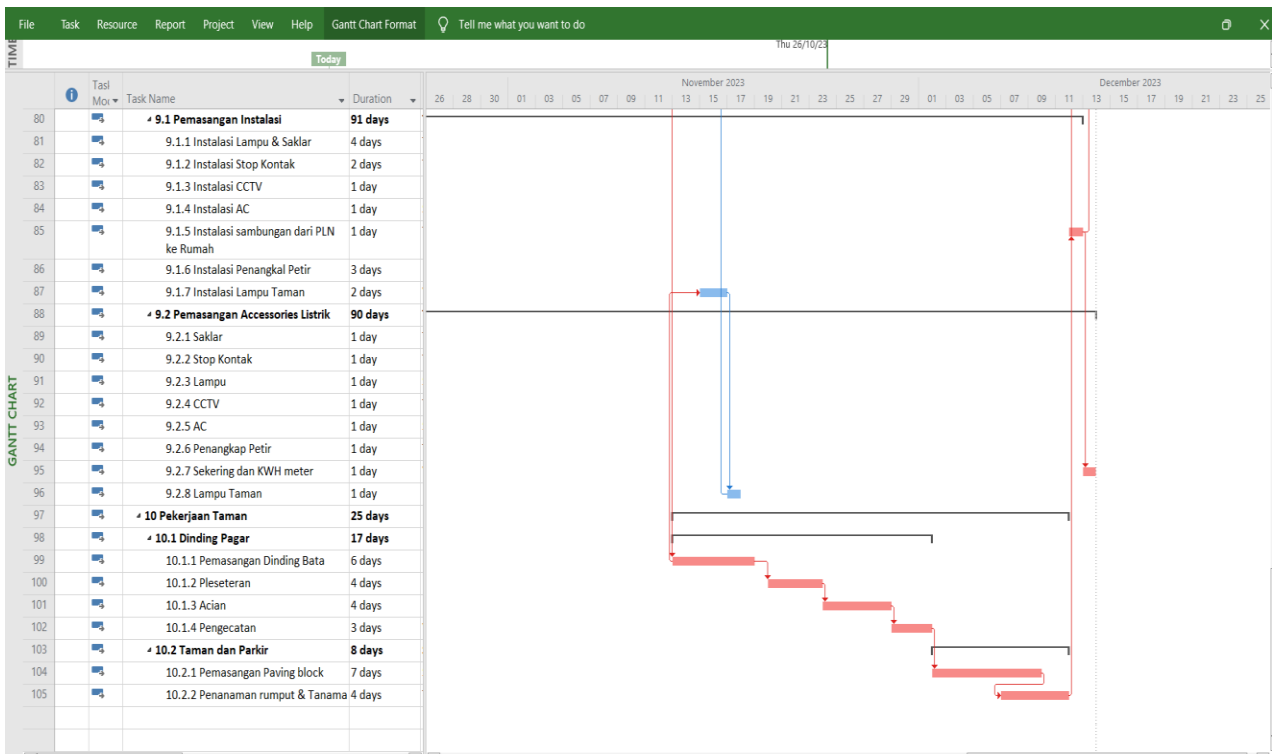 File Task Resource Report Project View Help Gantt Chart Format Tell me what you want to do
Thu 26/10/23
Today
November 2023 December 2023
Task Name Duration 26 28 30 01 03 05 07 09 11 13 15 17 19 21 23 25 27 29 01 03 05 07 09 11 13 15 17 19 21 23 25
80 9.1 Pemasangan Instalasi 91 days
81 9.1.1 Instalasi Lampu & Saklar 4 days
82 9.1.2 Instalasi Stop Kontak 2 days
83 9.1.3 Instalasi CCTV 1 day
84 9.1.4 Instalasi AC 1 day
85 9.1.5 Instalasi sambungan dari PLN 1 day
ke Rumah
86 9.1.6 Instalasi Penangkal Petir 3 days
87 9.1.7 Instalasi Lampu Taman 2 days
88 9.2 Pemasangan Accessories Listrik 90 days
89 9.2.1 Saklar 1 day
90 9.2.2 Stop Kontak 1 day
91 9.2.3 Lampu 1 day
92 9.2.4 CCTV 1 day
93 9.2.5 AC 1 day
94 9.2.6 Penangkap Petir 1 day
95 9.2.7 Sekering dan KWH meter 1 day
96 9.2.8 Lampu Taman 1 day
97 10 Pekerjaan Taman 25 days
98 10.1 Dinding Pagar 17 days
99 10.1.1 Pemasangan Dinding Bata 6 days
100 10.1.2 Pleseteran 4 days
101 10.1.3 Acian 4 days
102 10.1.4 Pengecatan 3 days
103 10.2 Taman dan Parkir 8 days
104 10.2.1 Pemasangan Paving block 7 days
105 10.2.2 Penanaman rumput & Tanama 4 days
GANTT CHART